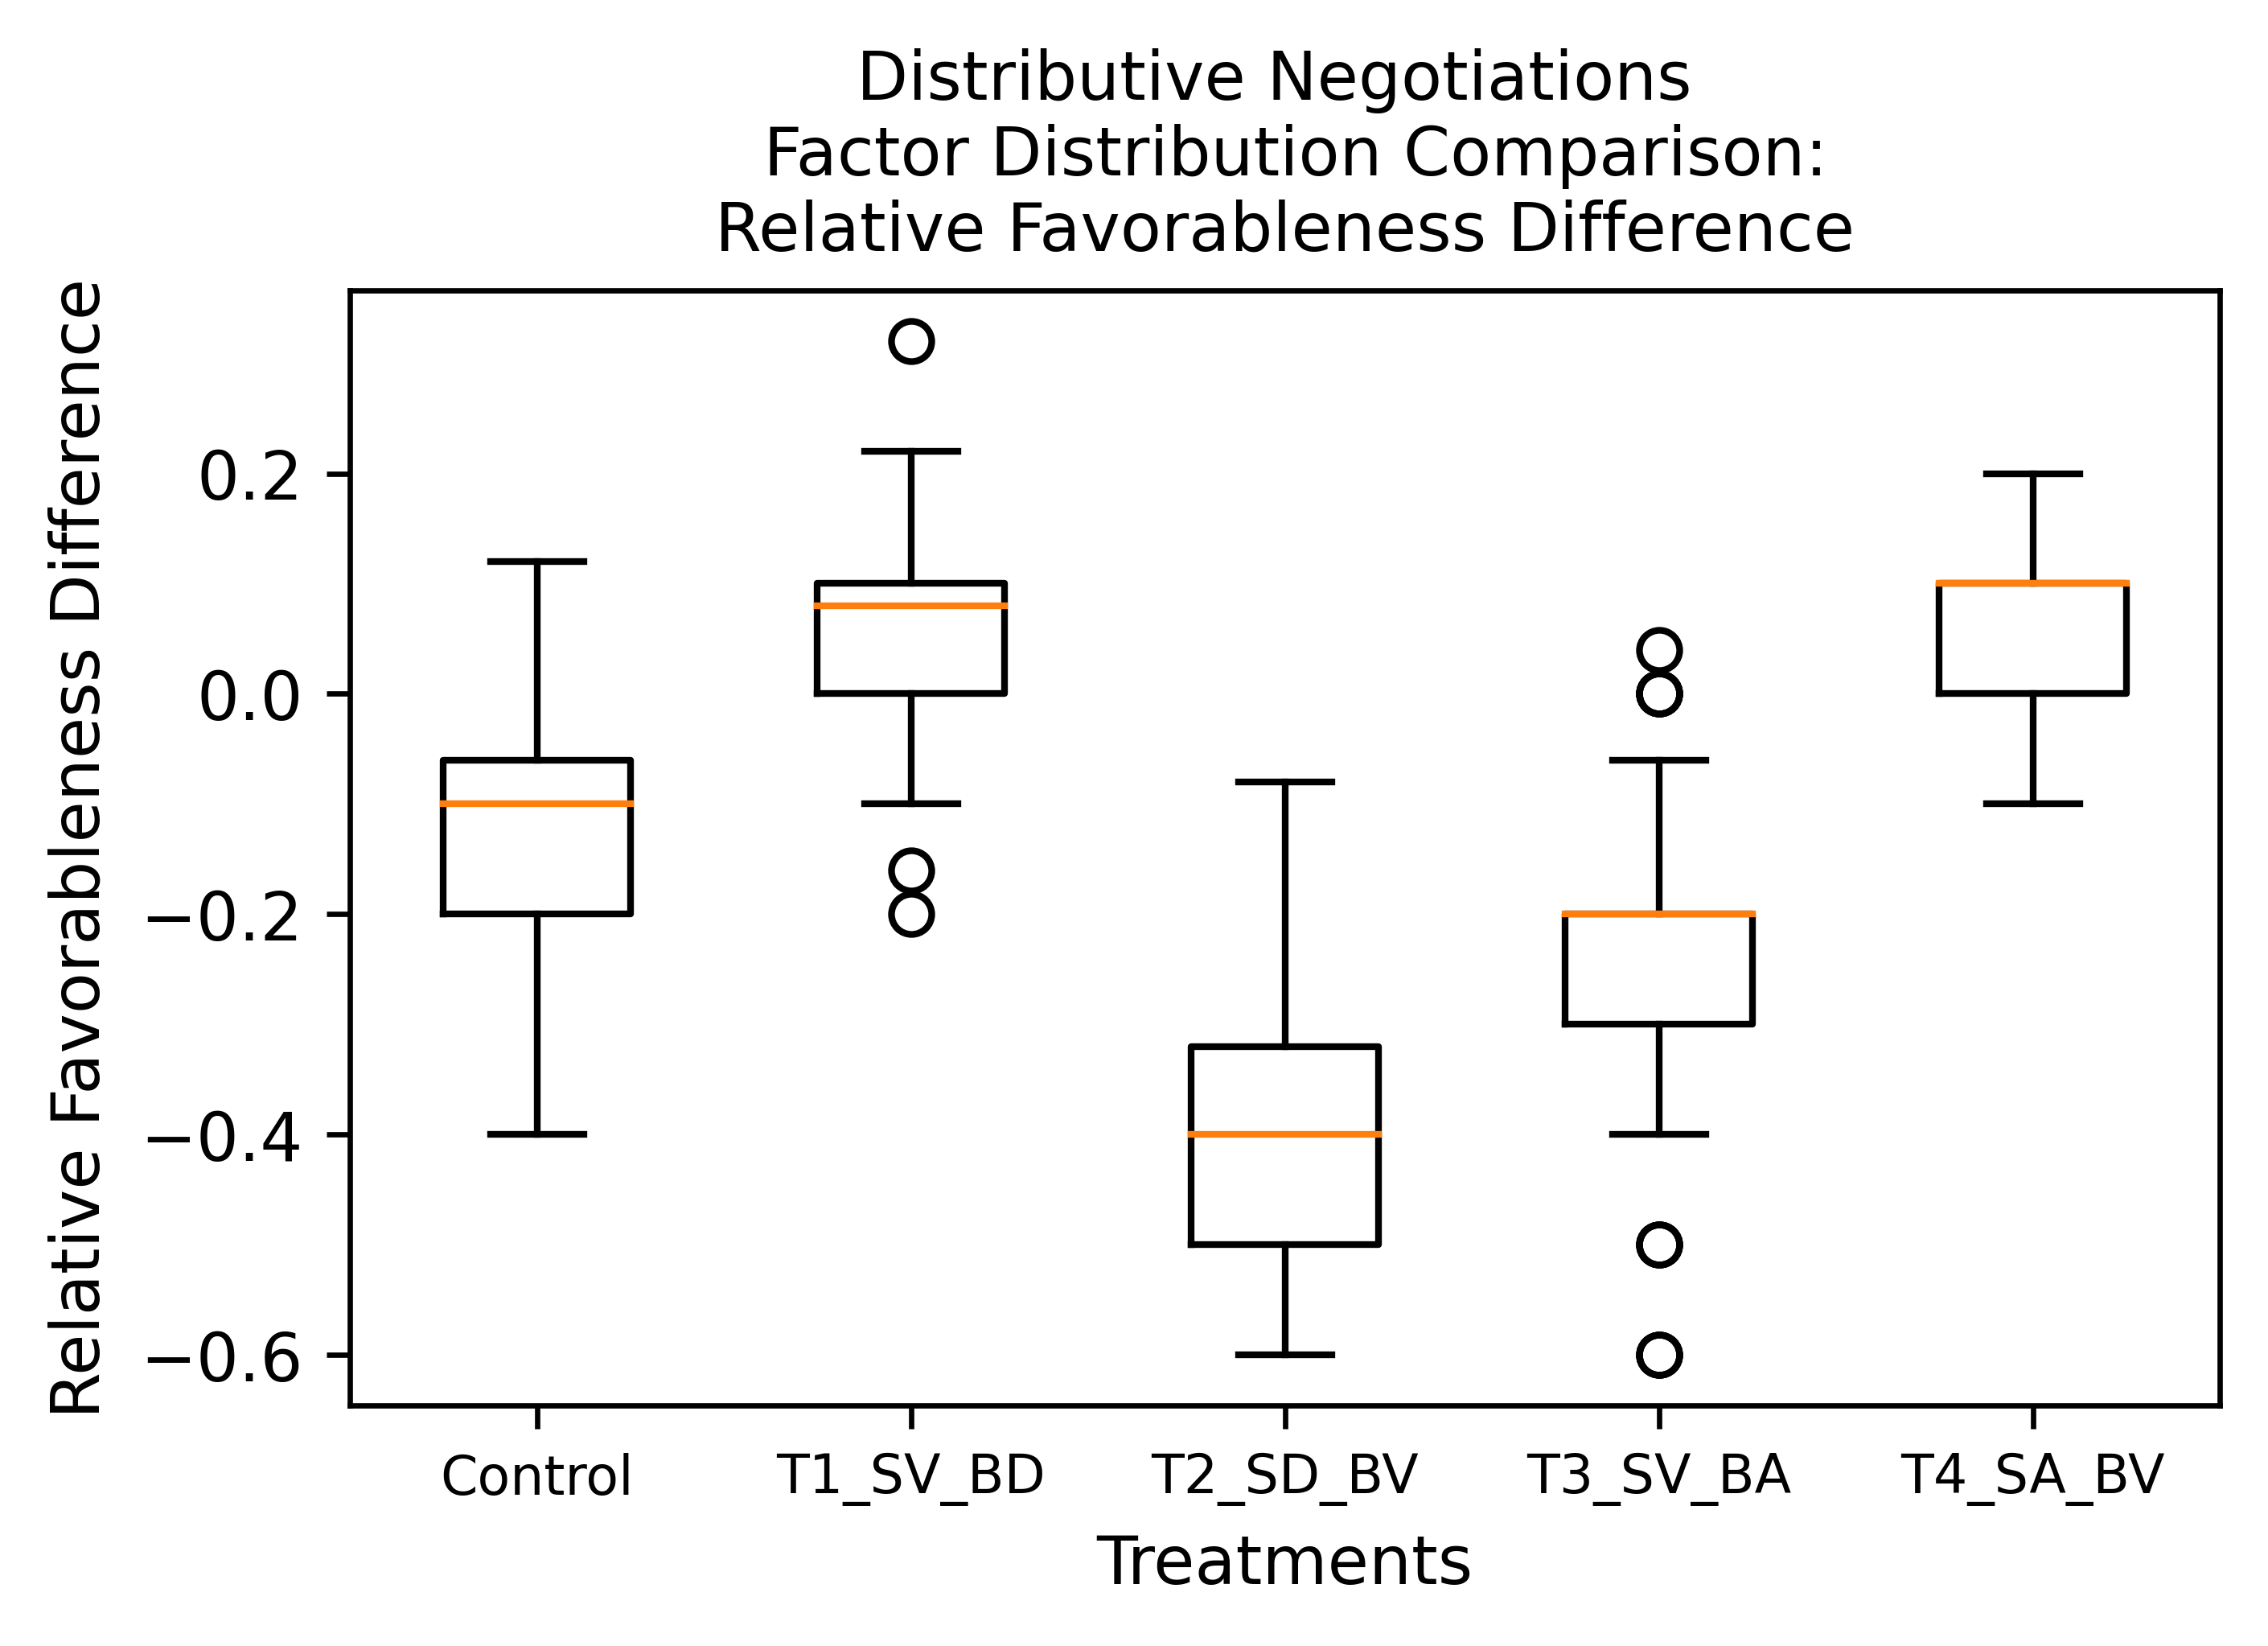 Distributive Negotiations
Factor Distribution Comparison:
Relative Favorableness Difference
Relative Favorableness Difference
0.2
0.0
−0.2
−0.4
−0.6
Control
T1_SV_BD
T2_SD_BV
T3_SV_BA
T4_SA_BV
Treatments